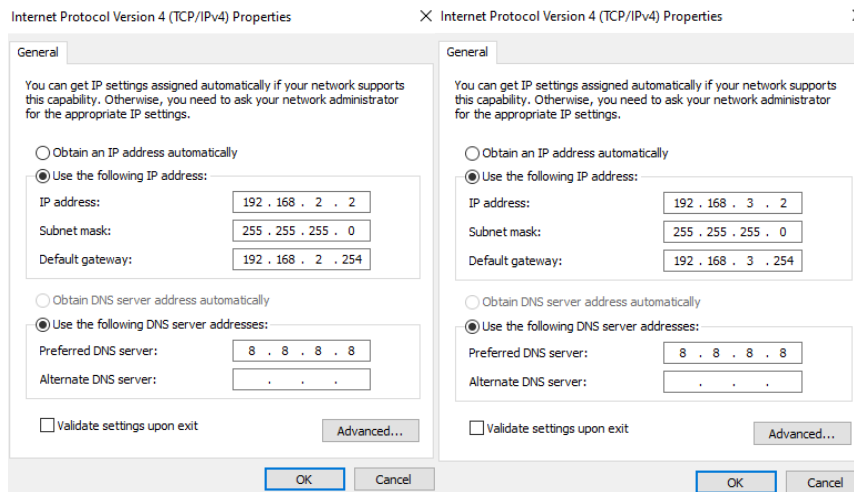 Internet Protocol Version 4 (TCP/IPv4) Properties
General
You can get IP settings assigned automatically if your network supports
this capability. Otherwise, you need to ask your network administrator
for the appropriate IP settings.
Obtain an IP address automatically
Use the following IP address:
IP address: 192 . 168 . 2 . 2
Subnet mask: 255 . 255 . 255 . 0
Default gateway: 192 . 168 . 2 . 254
Obtain DNS server address automatically
Use the following DNS server addresses:
Preferred DNS server: 8 . 8 . 8 . 8
Alternate DNS server: . . .
Validate settings upon exit
Advanced...
OK Cancel
Internet Protocol Version 4 (TCP/IPv4) Properties
General
You can get IP settings assigned automatically if your network supports
this capability. Otherwise, you need to ask your network administrator
for the appropriate IP settings.
Obtain an IP address automatically
Use the following IP address:
IP address: 192 . 168 . 3 . 2
Subnet mask: 255 . 255 . 255 . 0
Default gateway: 192 . 168 . 3 . 254
Obtain DNS server address automatically
Use the following DNS server addresses:
Preferred DNS server: 8 . 8 . 8 . 8
Alternate DNS server: . . .
Validate settings upon exit
Advanced...
OK Cancel